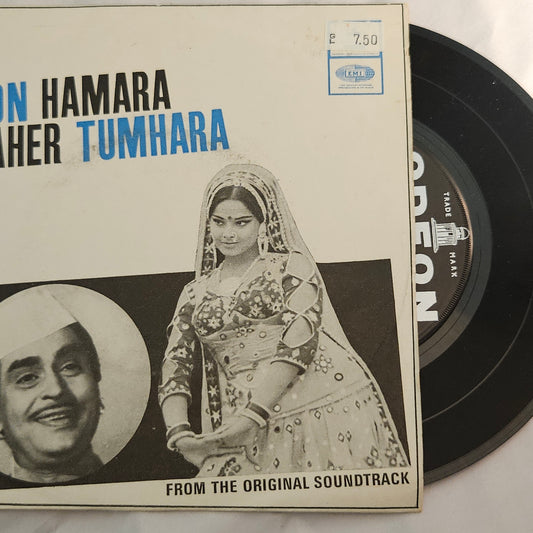 E 7.50
EMI
ON HAMARA
AHER TUMHARA
ODEON
TRADE
MARK
FROM THE ORIGINAL SOUNDTRACK